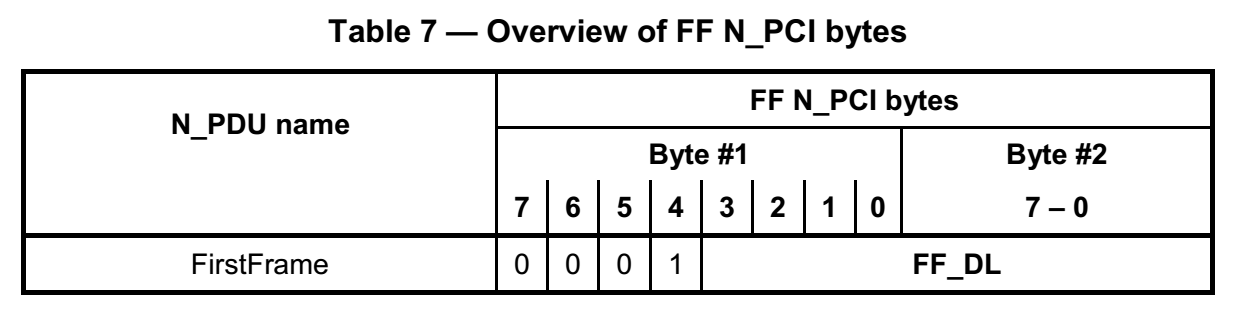 Table 7 — Overview of FF N_PCI bytes
N_PDU name
FF N_PCI bytes
Byte #1 Byte #2
7 6 5 4 3 2 1 0 7 – 0
FirstFrame 0 0 0 1 FF_DL